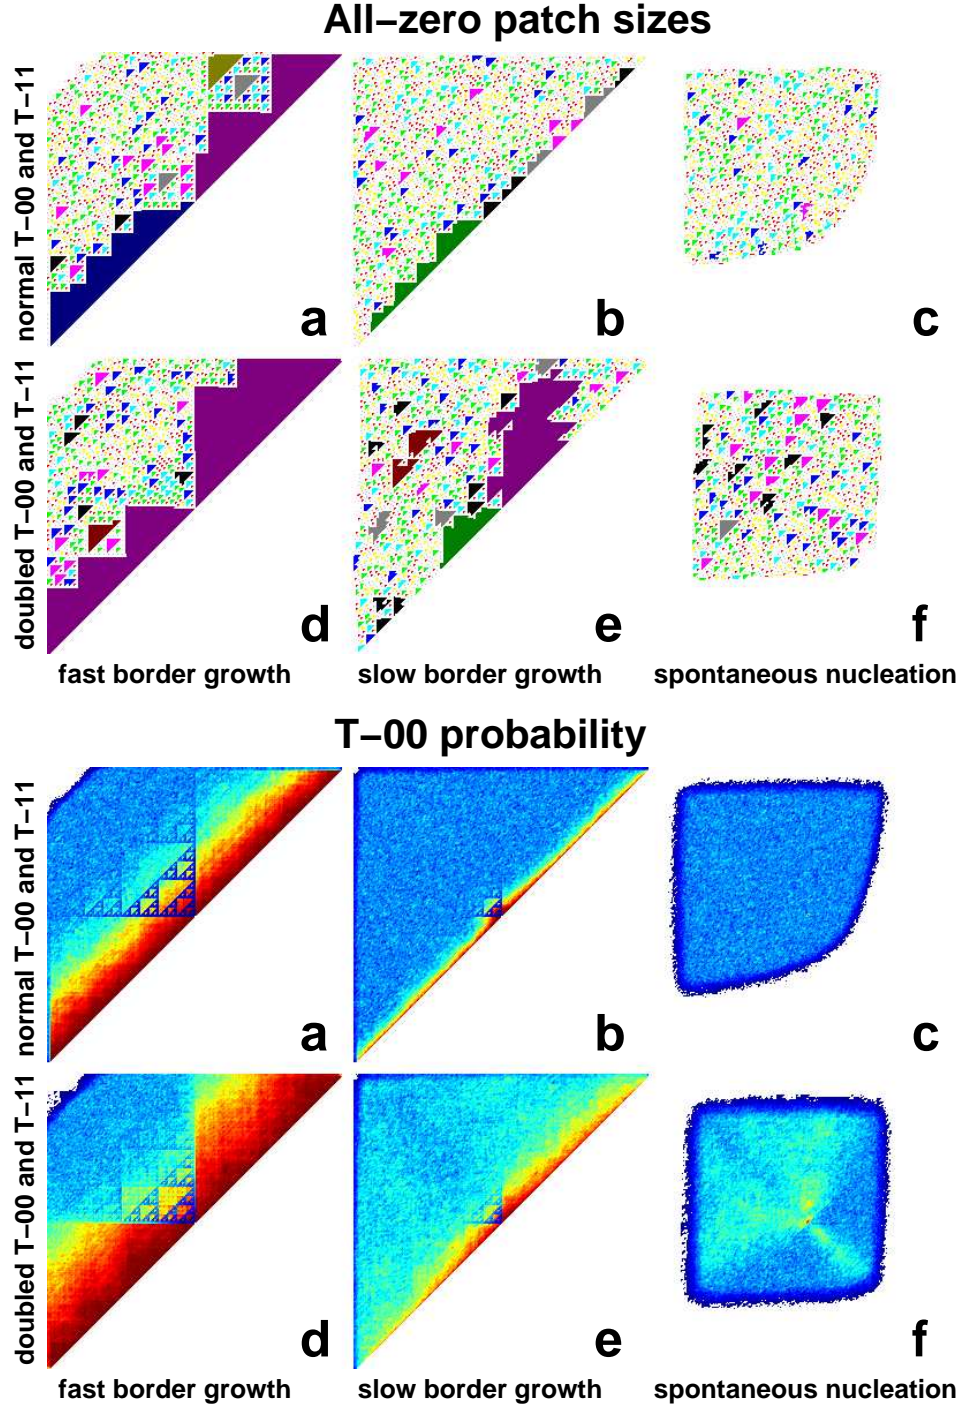 All–zero patch sizes
normal T–00 and T–11
a
b
c
doubled T–00 and T–11
d
e
f
fast border growth
slow border growth
spontaneous nucleation
T–00 probability
normal T–00 and T–11
a
b
c
doubled T–00 and T–11
d
e
f
fast border growth
slow border growth
spontaneous nucleation